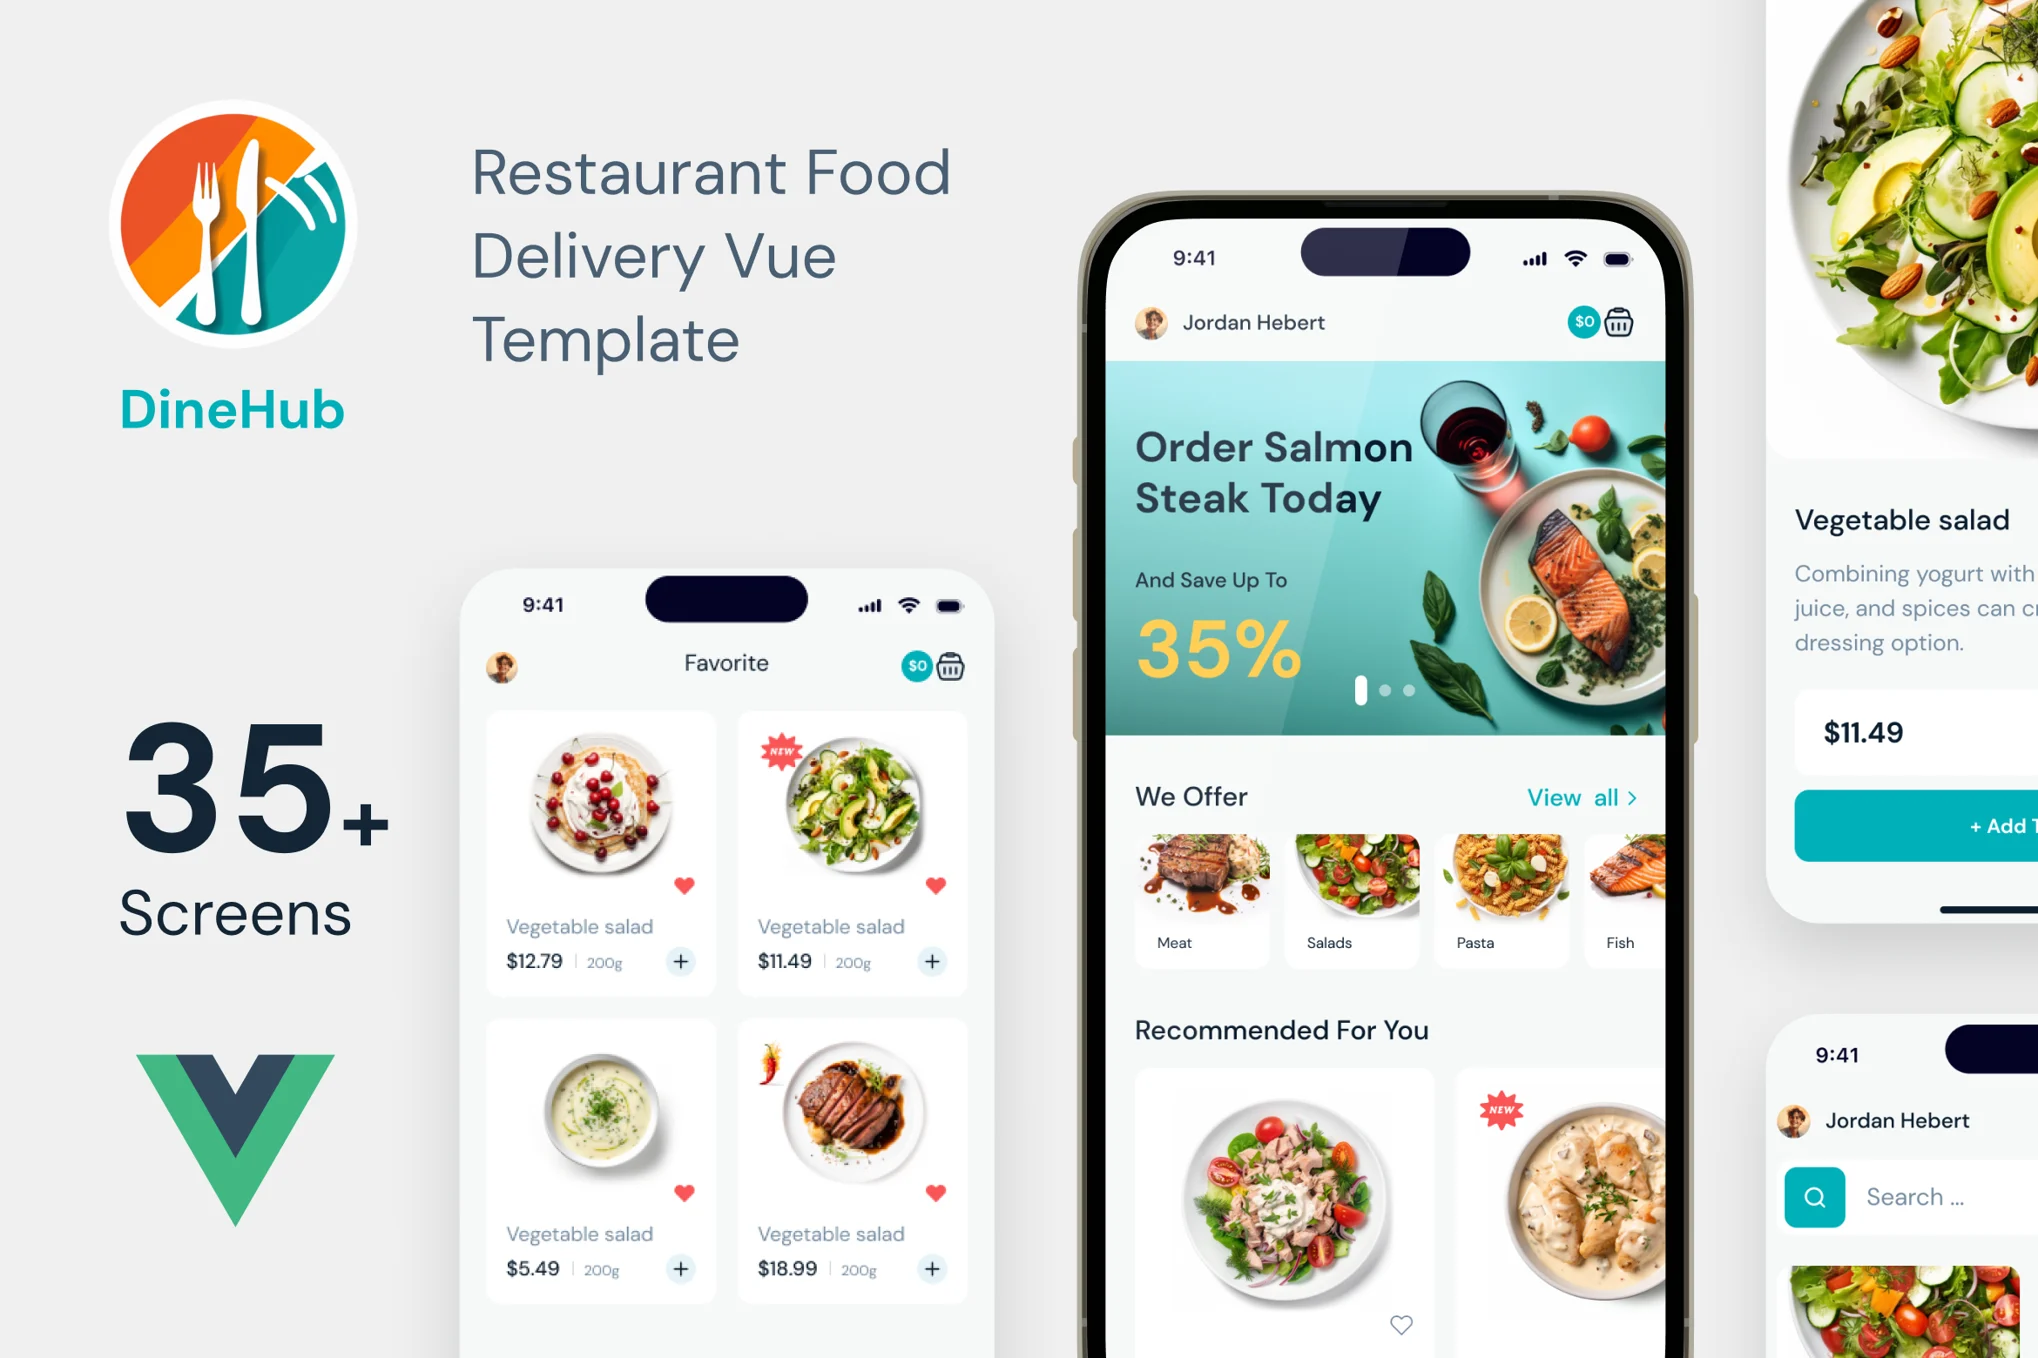 DineHub
Restaurant Food
Delivery Vue
Template
35+
Screens
9:41
Favorite
$0
NEW
Vegetable salad
$12.79 | 200g
+
Vegetable salad
$11.49 | 200g
+
Vegetable salad
$5.49 | 200g
+
Vegetable salad
$18.99 | 200g
+
9:41
Jordan Hebert
$0
Order Salmon
Steak Today
And Save Up To
35%
We Offer
View all >
Meat
Salads
Pasta
Fish
Recommended For You
NEW
Vegetable salad
Combining yogurt with
juice, and spices can
dressing option.
$11.49
+ Add
9:41
Jordan Hebert
Search ...